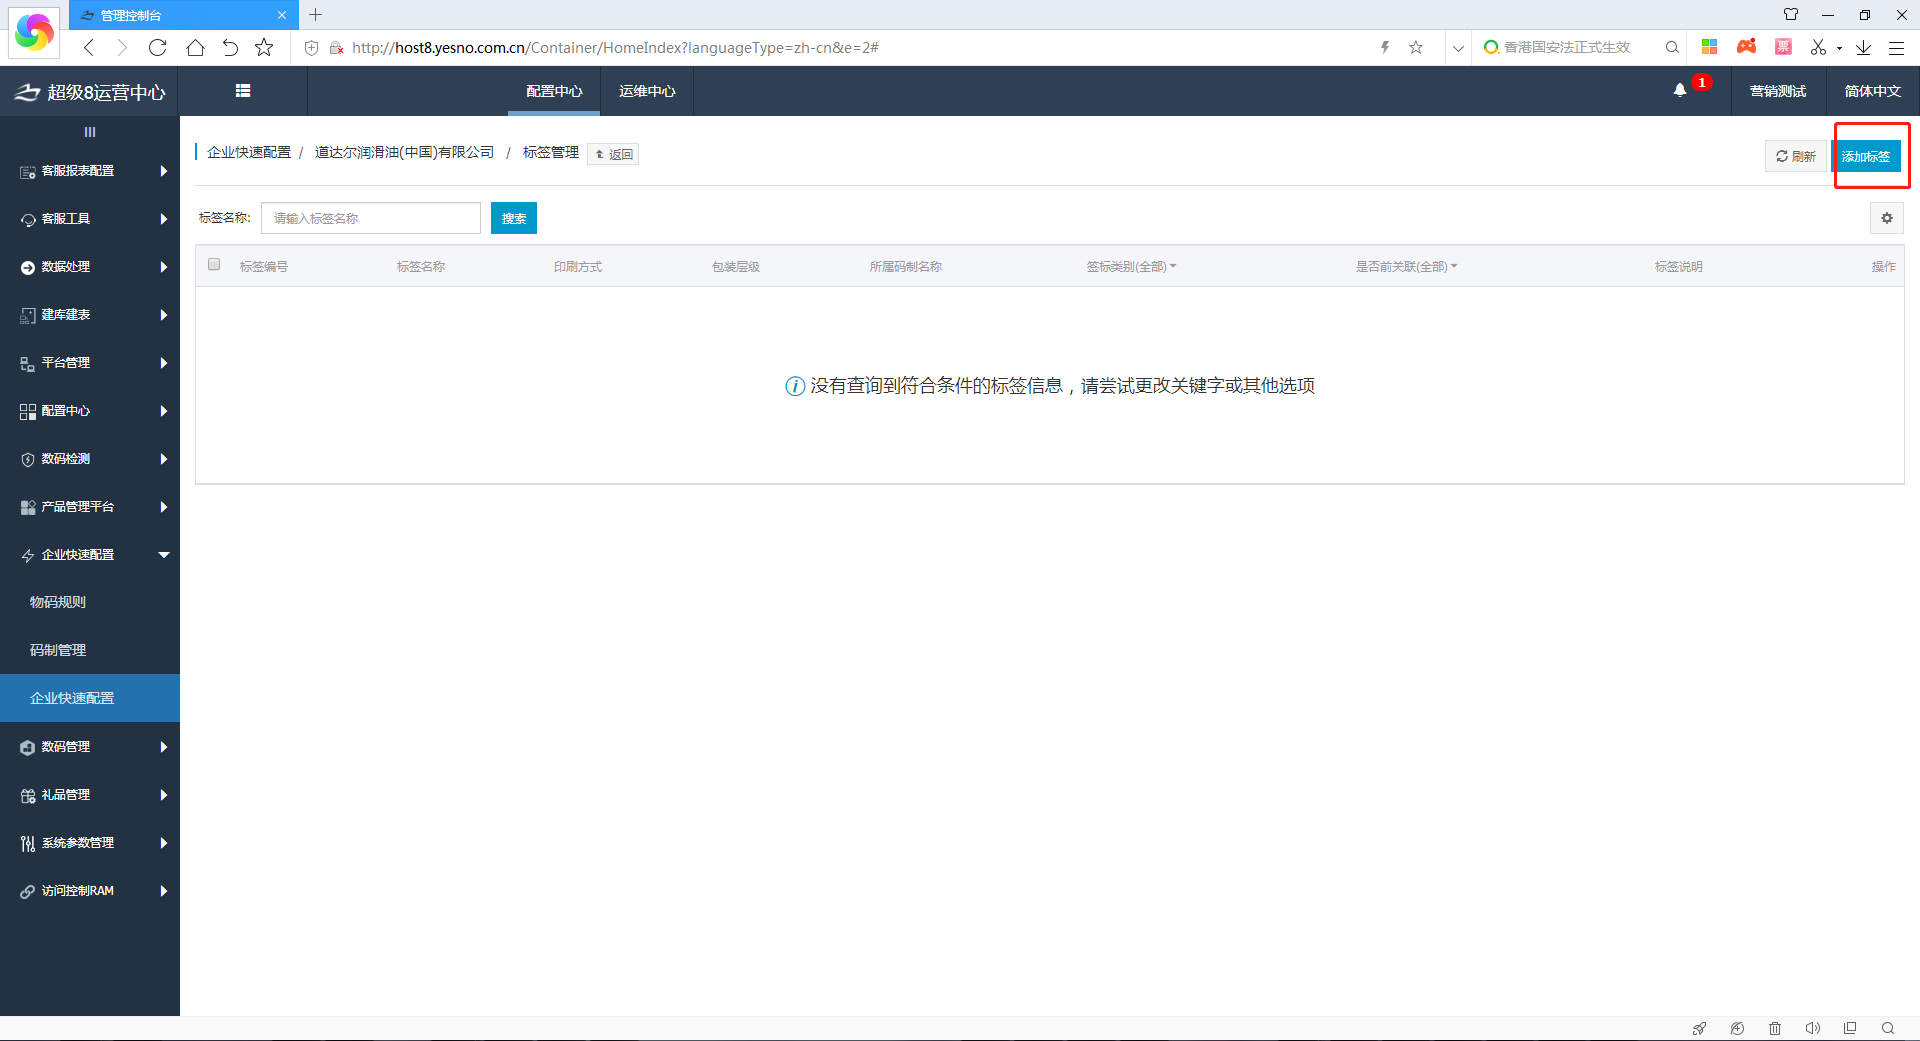 管理控制台
http://host8.yesno.com.cn/Container/HomeIndex?languageType=zh-cn&e=2#
香港国安法正式生效
票
超级8运营中心
配置中心
运维中心
1
营销测试
简体中文
企业快速配置 / 道达尔润滑油(中国)有限公司 / 标签管理 返回
刷新
添加标签
标签名称:
请输入标签名称
搜索
标签编号 标签名称 印刷方式 包装层级 所属码制名称 签标类别(全部) 是否前关联(全部) 标签说明 操作
没有查询到符合条件的标签信息，请尝试更改关键字或其他选项
客服报表配置
客服工具
数据处理
建库建表
平台管理
配置中心
数码检测
产品管理平台
企业快速配置
物码规则
码制管理
企业快速配置
数码管理
礼品管理
系统参数管理
访问控制RAM